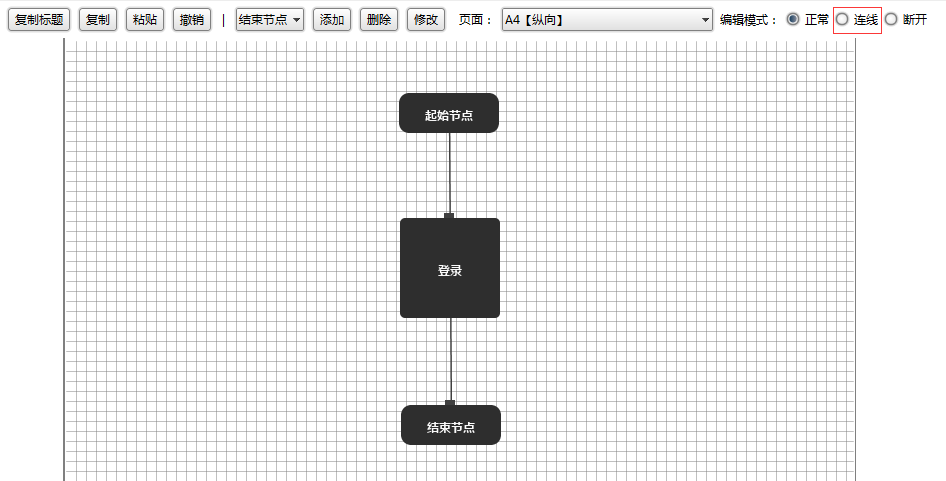 复制标题 复制 粘贴 撤销 | 结束节点 添加 删除 修改 页面： A4【纵向】 编辑模式： 正常 连线 断开
起始节点
登录
结束节点